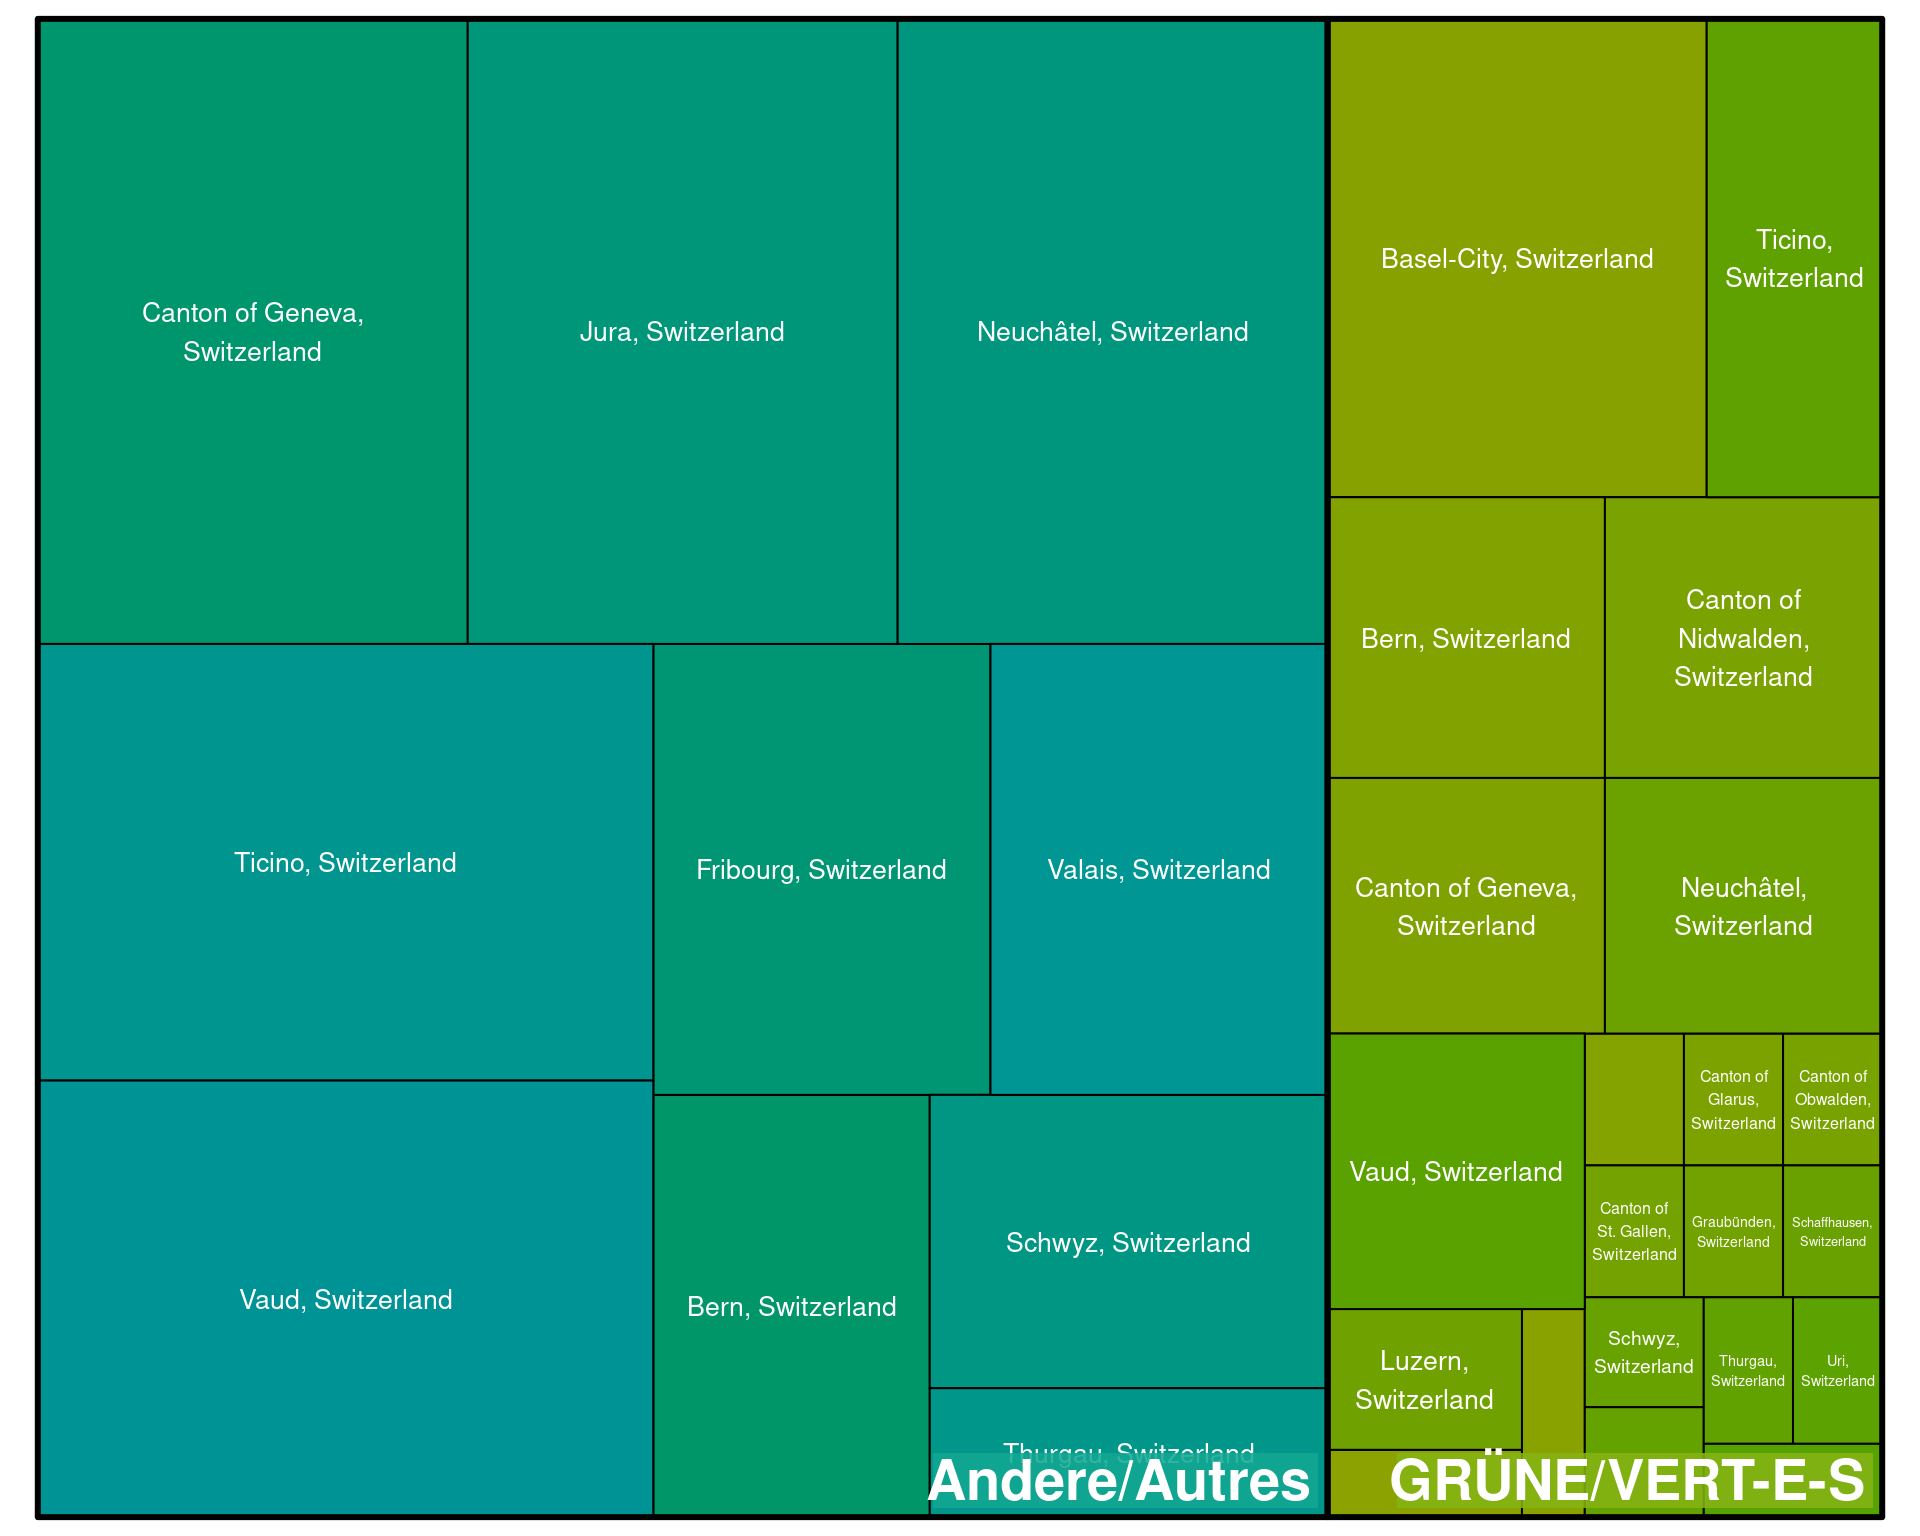 Canton of Geneva,
Switzerland
Jura, Switzerland
Neuchâtel, Switzerland
Ticino, Switzerland
Fribourg, Switzerland
Valais, Switzerland
Vaud, Switzerland
Bern, Switzerland
Schwyz, Switzerland
Thurgau, Switzerland
Andere/Autres
Basel-City, Switzerland
Ticino,
Switzerland
Bern, Switzerland
Canton of
Nidwalden,
Switzerland
Canton of Geneva,
Switzerland
Neuchâtel,
Switzerland
Vaud, Switzerland
Canton of
Glarus,
Switzerland
Canton of
Obwalden,
Switzerland
Canton of
St. Gallen,
Switzerland
Graubünden,
Switzerland
Schaffhausen,
Switzerland
Luzern,
Switzerland
Schwyz,
Switzerland
Thurgau,
Switzerland
Uri,
Switzerland
GRÜNE/VERT-E-S